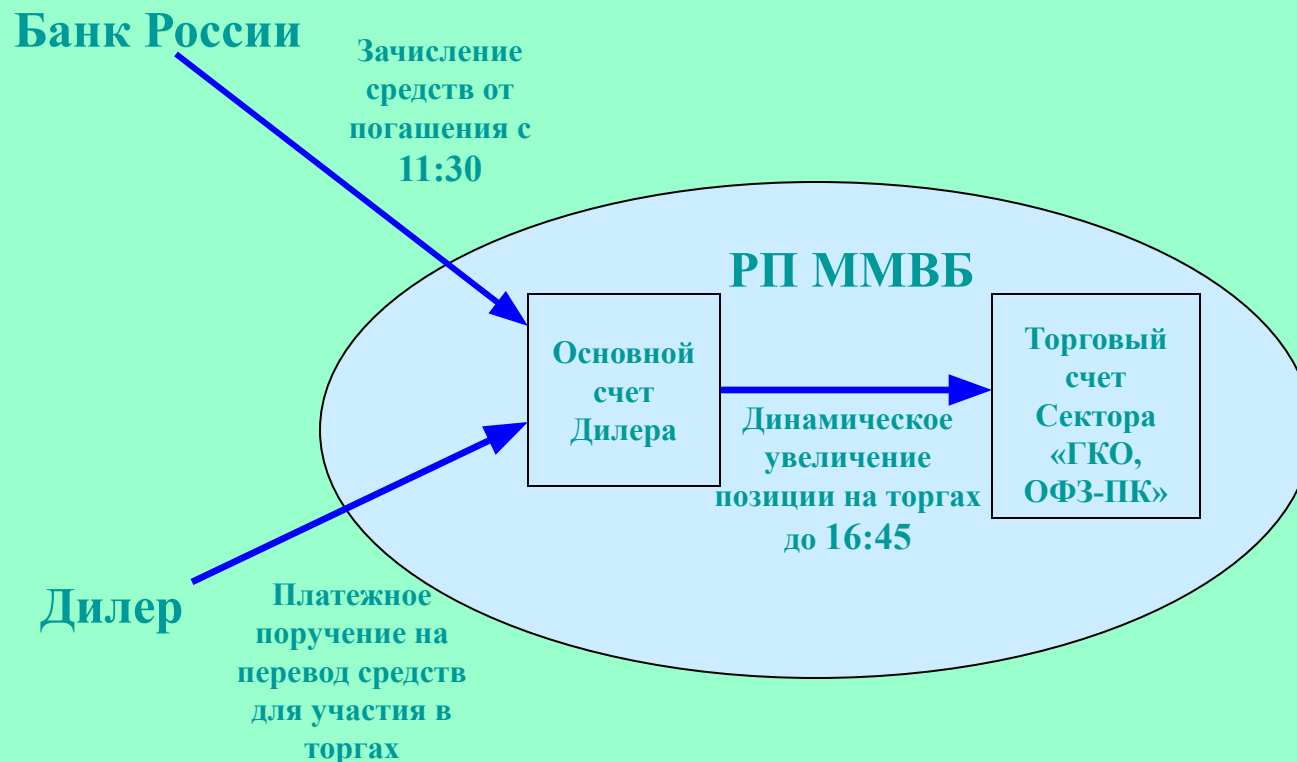 Банк России
Зачисление
средств от
погашения с
11:30
РП ММВБ
Основной
счет
Дилера
Динамическое
увеличение
позиции на торгах
до 16:45
Торговый
счет
Сектора
«ГКО,
ОФЗ-ПК»
Дилер
Платежное
поручение на
перевод средств
для участия в
торгах